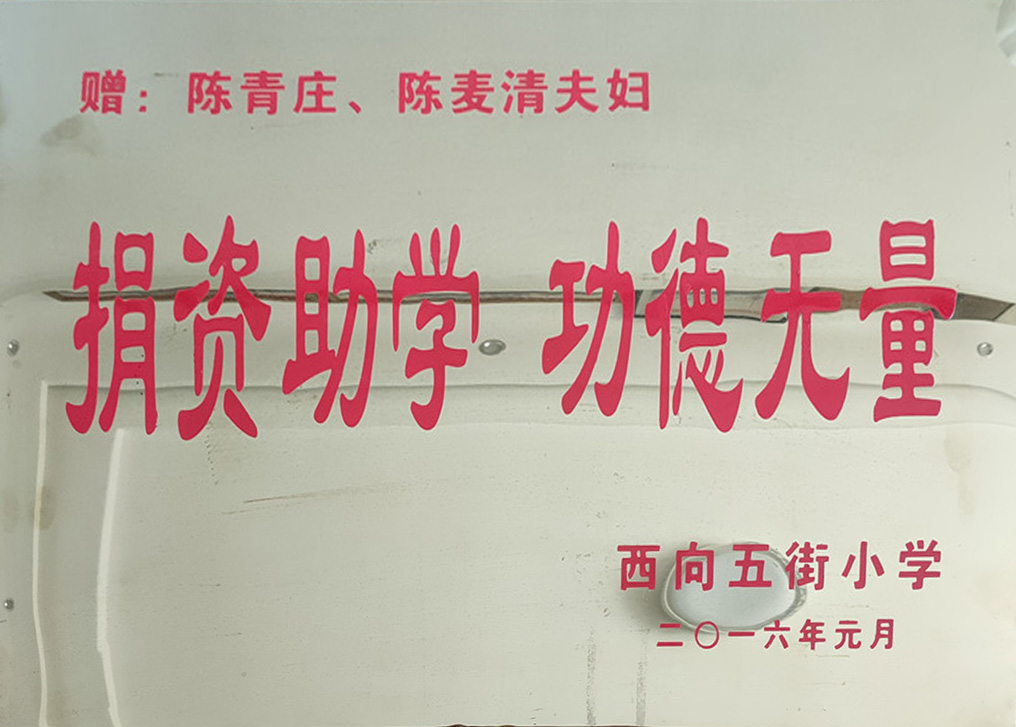 赠：陈青庄、陈麦清夫妇
捐资助学 功德无量
西向五街小学
二〇一六年元月